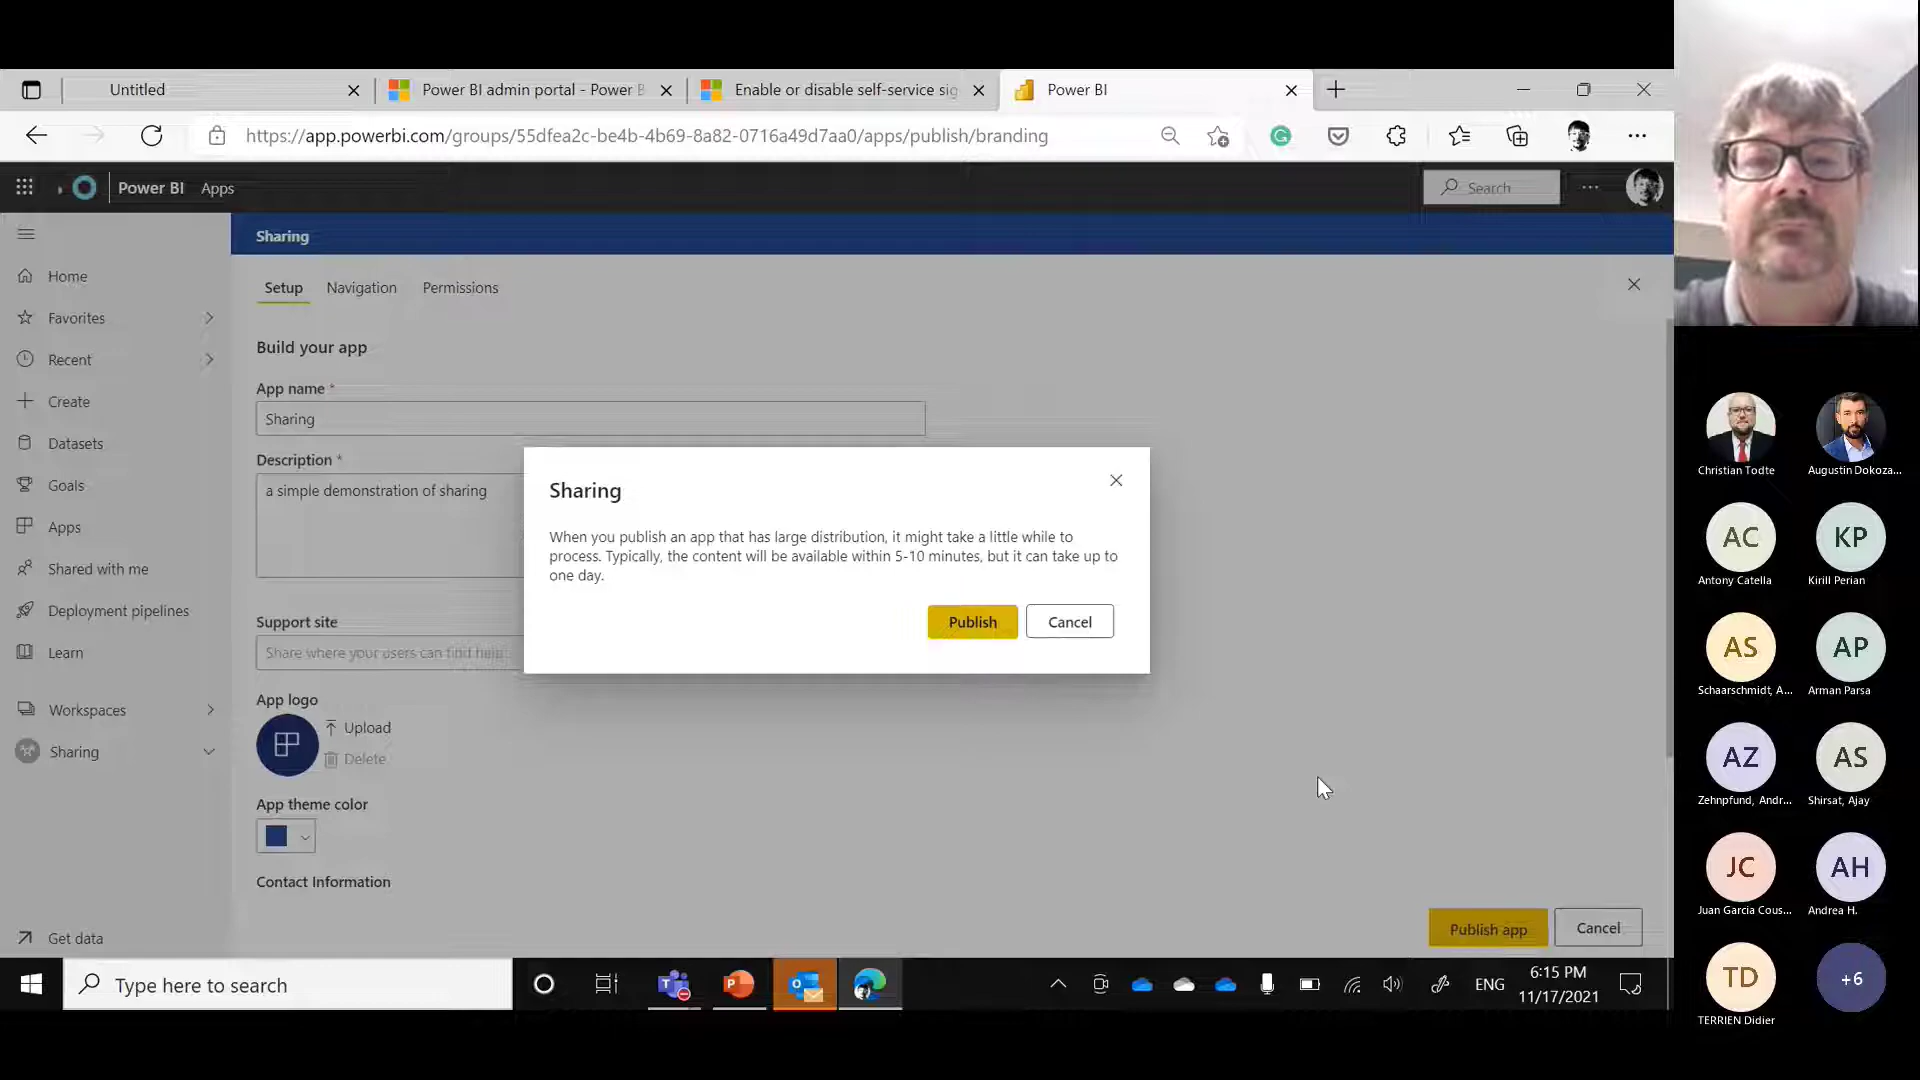 Untitled
Power BI admin portal - Power B
Enable or disable self-service sig
Power BI
https://app.powerbi.com/groups/55dfea2c-be4b-4b69-8a82-0716a49d7aa0/apps/publish/branding
Power BI Apps
Search
Sharing
Home
Favorites
Recent
Create
Datasets
Goals
Apps
Shared with me
Deployment pipelines
Learn
Workspaces
Sharing
Get data
Setup Navigation Permissions
Build your app
App name *
Sharing
Description *
a simple demonstration of sharing
Support site
Share where your users can find help
App logo
Upload
Delete
App theme color
Contact Information
Sharing
When you publish an app that has large distribution, it might take a little while to
process. Typically, the content will be available within 5-10 minutes, but it can take up to
one day.
Publish Cancel
Publish app Cancel
Type here to search
ENG
6:15 PM
11/17/2021
Christian Todte
Augustin Dokoza...
AC
Antony Catella
KP
Kirill Perian
AS
Schaarschmidt, A...
AP
Arman Parsa
AZ
Zehnpfund, Andr...
AS
Shirsat, Ajay
JC
Juan Garcia Cous...
AH
Andrea H.
TD
TERRIEN Didier
+6